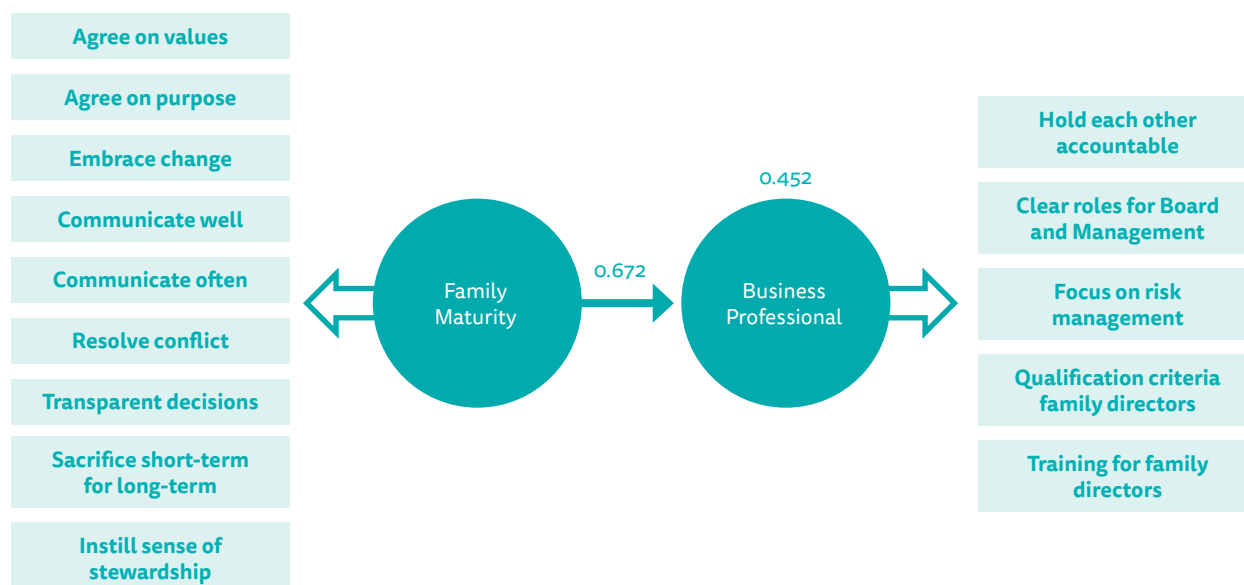 Agree on values
Agree on purpose
Embrace change
Communicate well
Communicate often
Resolve conflict
Transparent decisions
Sacrifice short-term
for long-term
Instill sense of
stewardship
Family
Maturity
0.672
0.452
Business
Professional
Hold each other
accountable
Clear roles for Board
and Management
Focus on risk
management
Qualification criteria
family directors
Training for family
directors